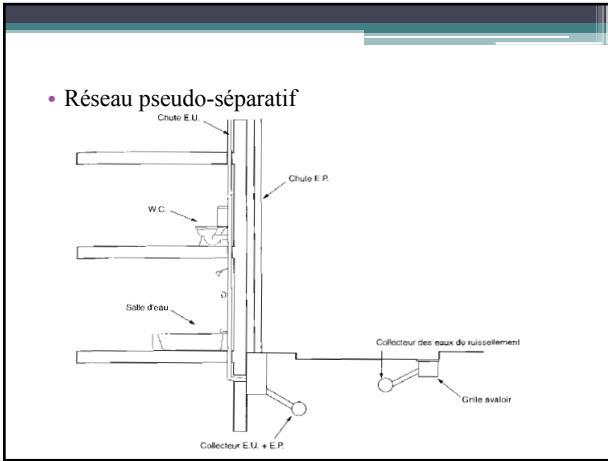 • Réseau pseudo-séparatif
Chute E.U.
Chute E.P.
W.C.
Salle d'eau
Collecteur des eaux de ruissellement
Grille avaloir
Collecteur E.U. + E.P.